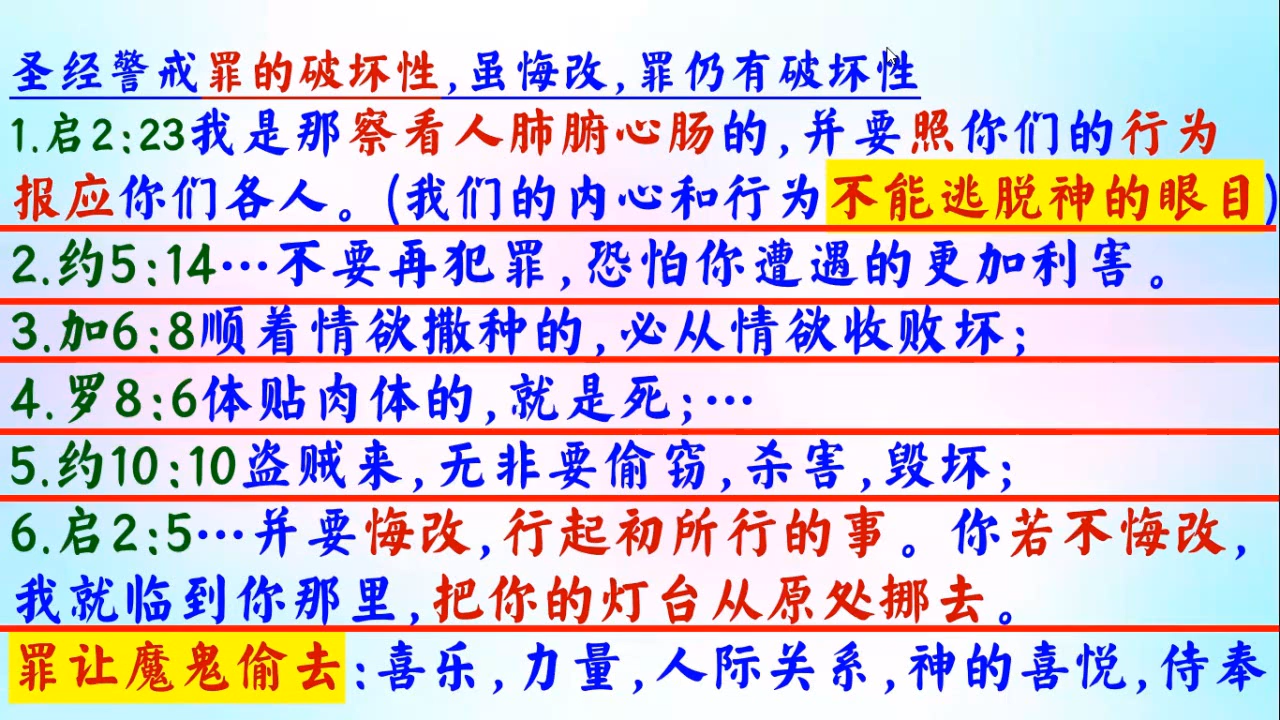 圣经警戒罪的破坏性,虽悔改,罪仍有破坏性
1.启2:23我是那察看人肺腑心肠的,并要照你们的行为
报应你们各人。(我们的内心和行为不能逃脱神的眼目)
2.约5:14…不要再犯罪,恐怕你遭遇的更加利害。
3.加6:8顺着情欲撒种的,必从情欲收败坏;
4.罗8:6体贴肉体的,就是死;…
5.约10:10盗贼来,无非要偷窃,杀害,毁坏;
6.启2:5…并要悔改,行起初所行的事。你若不悔改,
我就临到你那里,把你的灯台从原处挪去。
罪让魔鬼偷去:喜乐,力量,人际关系,神的喜悦,侍奉